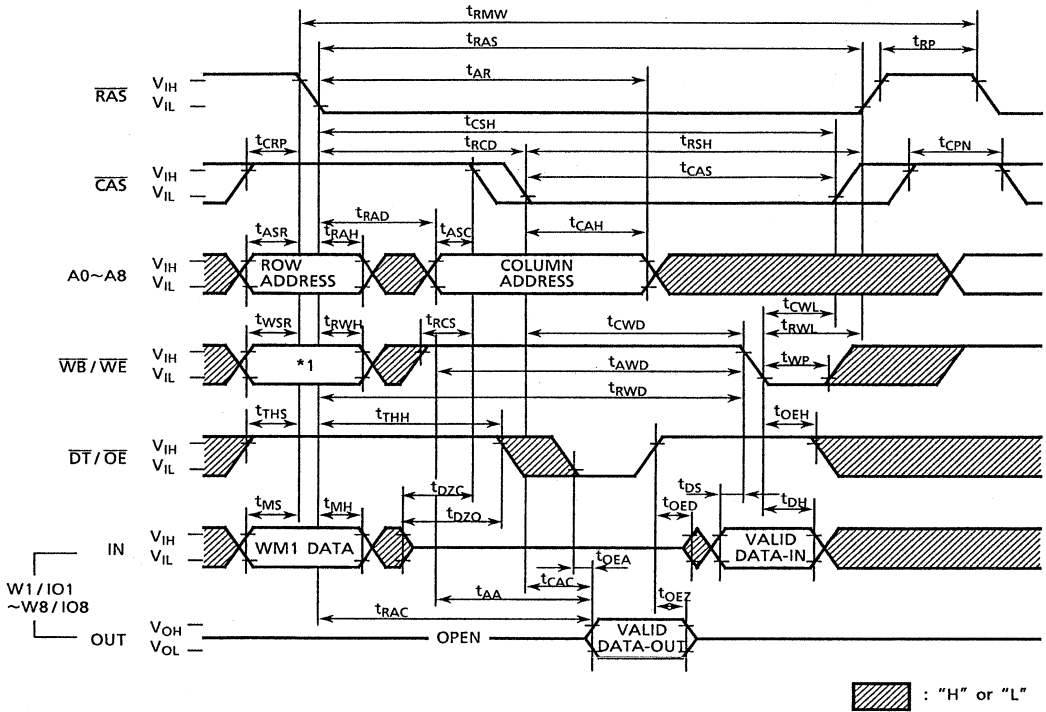 tRMW
tRAS
tRP
tAR
RAS VIH
VIL
tCSH
tCRP tRCD tRSH tCPN
CAS VIH
VIL
tCAS
tRAD
tASR tRAH tASC tCAH
A0~A8 VIH
VIL
ROW ADDRESS
COLUMN ADDRESS
tCWL
tWSR tRWH tRCS tCWD tRWL
WB/WE VIH
VIL
*1
tAWD tWP
tRWD
tTHS tTHH tOEH
DT/OE VIH
VIL
tDZC tDS
tMS tMH tDZO tOED tDH
IN VIH
VIL
WM1 DATA
VALID DATA-IN
tOEA
W1/IO1
~W8/IO8
tCAC
tAA tOEZ
tRAC
OUT VOH
VOL
OPEN
VALID DATA-OUT
: "H" or "L"